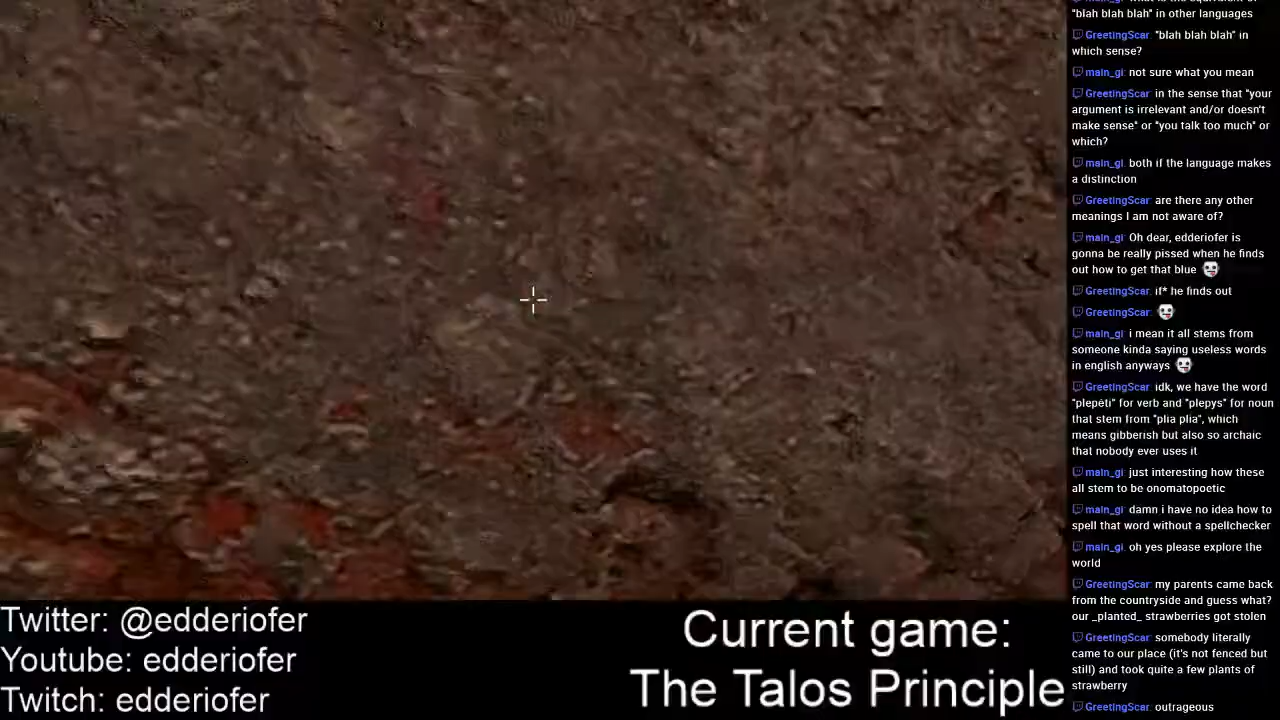 "blah blah blah" in other languages
GreetingScar: "blah blah blah" in
which sense?
main_gi: not sure what you mean
GreetingScar: in the sense that "your
argument is irrelevant and/or doesn't
make sense" or "you talk too much" or
which?
main_gi: both if the language makes
a distinction
GreetingScar: are there any other
meanings I am not aware of?
main_gi: Oh dear, edderiofer is
gonna be really pissed when he finds
out how to get that blue
GreetingScar: if* he finds out
GreetingScar:
main_gi: i mean it all stems from
someone kinda saying useless words
in english anyways
GreetingScar: idk, we have the word
"plepėti" for verb and "plepys" for noun
that stem from "plia plia", which
means gibberish but also so archaic
that nobody ever uses it
main_gi: just interesting how these
all stem to be onomatopoetic
main_gi: damn i have no idea how to
spell that word without a spellchecker
main_gi: oh yes please explore the
world
GreetingScar: my parents came back
from the countryside and guess what?
our _planted_ strawberries got stolen
GreetingScar: somebody literally
came to our place (it's not fenced but
still) and took quite a few plants of
strawberry
GreetingScar: outrageous
Twitter: @edderiofer
Youtube: edderiofer
Twitch: edderiofer
Current game:
The Talos Principle